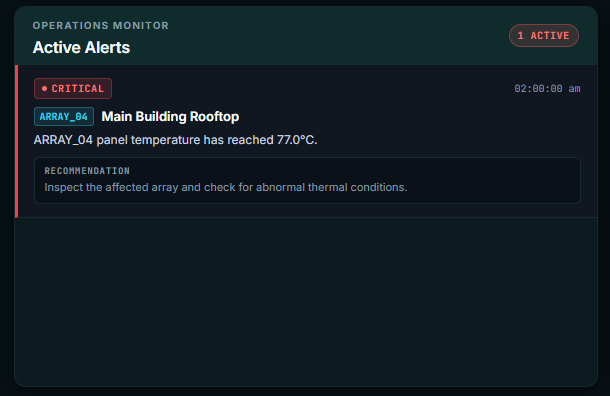 OPERATIONS MONITOR
Active Alerts
1 ACTIVE
CRITICAL
02:00:00 am
ARRAY_04 Main Building Rooftop
ARRAY_04 panel temperature has reached 77.0°C.
RECOMMENDATION
Inspect the affected array and check for abnormal thermal conditions.